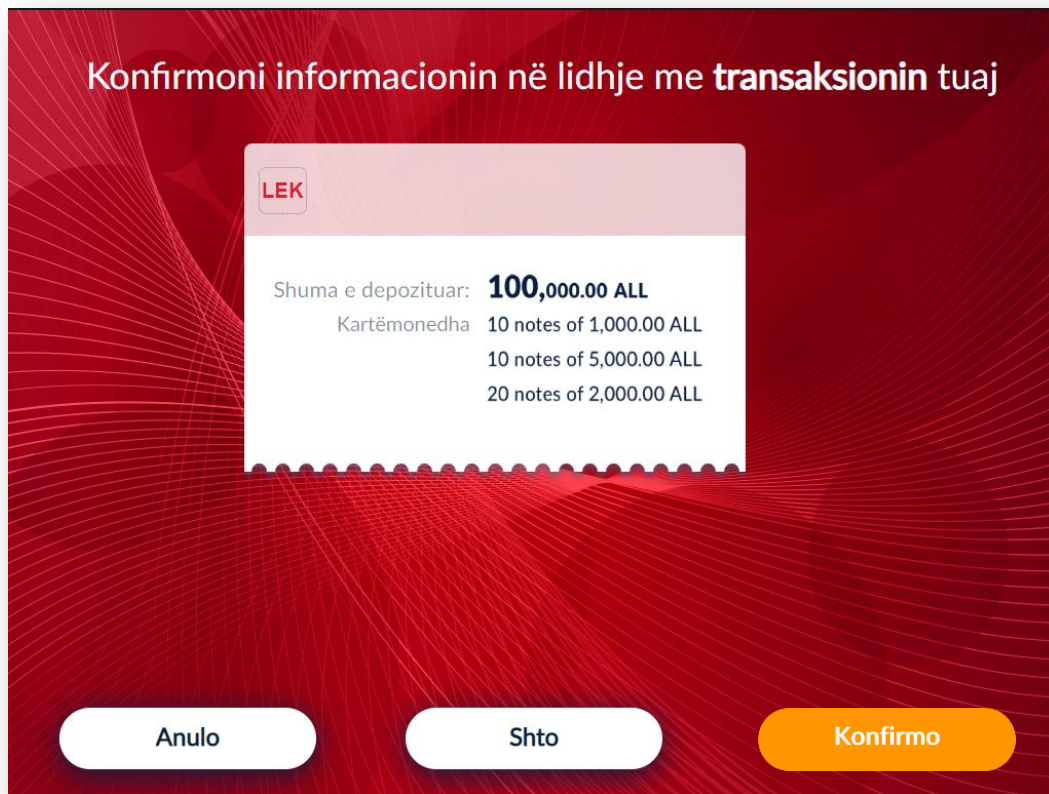 Konfirmoni informacionin në lidhje me transaksionin tuaj
LEK
Shuma e depozituar: 100,000.00 ALL
Kartëmonedha 10 notes of 1,000.00 ALL
10 notes of 5,000.00 ALL
20 notes of 2,000.00 ALL
Anulo Shto Konfirmo